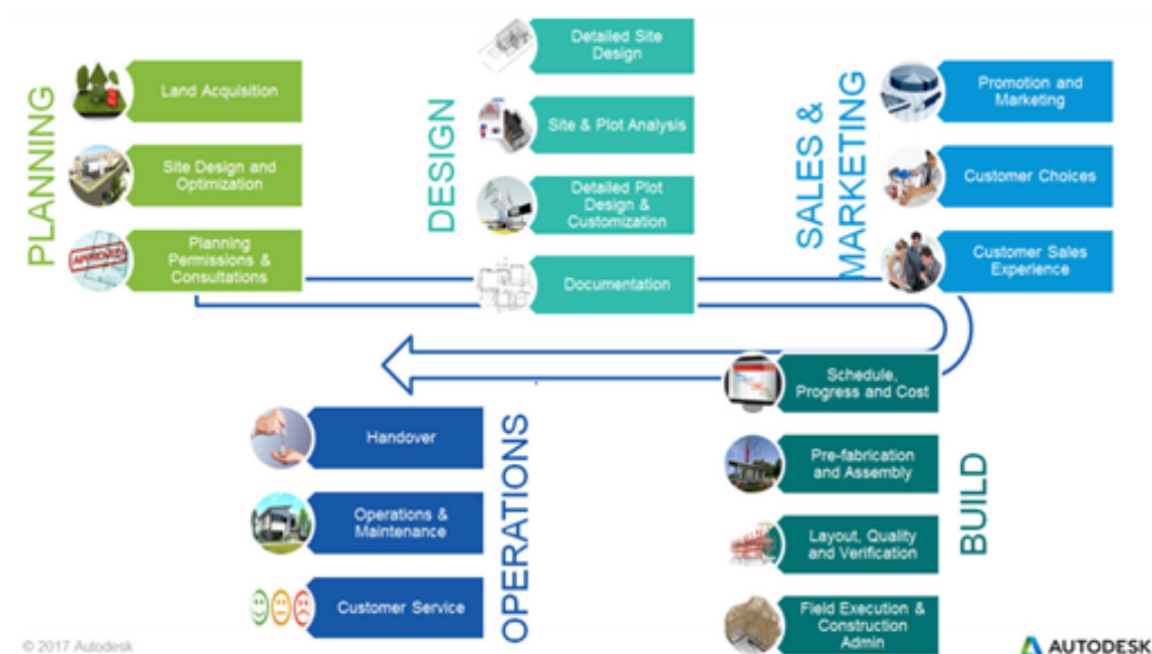 PLANNING
Land Acquisition
Site Design and
Optimization
APPROVED
Planning
Permissions &
Consultations
DESIGN
Detailed Site
Design
Site & Plot Analysis
Detailed Plot
Design &
Customization
Documentation
SALES &
MARKETING
Promotion and
Marketing
Customer Choices
Customer Sales
Experience
BUILD
Schedule,
Progress and Cost
Pre-fabrication
and Assembly
Layout, Quality
and Verification
Field Execution &
Construction
Admin
OPERATIONS
Handover
Operations &
Maintenance
Customer Service
© 2017 Autodesk
AUTODESK